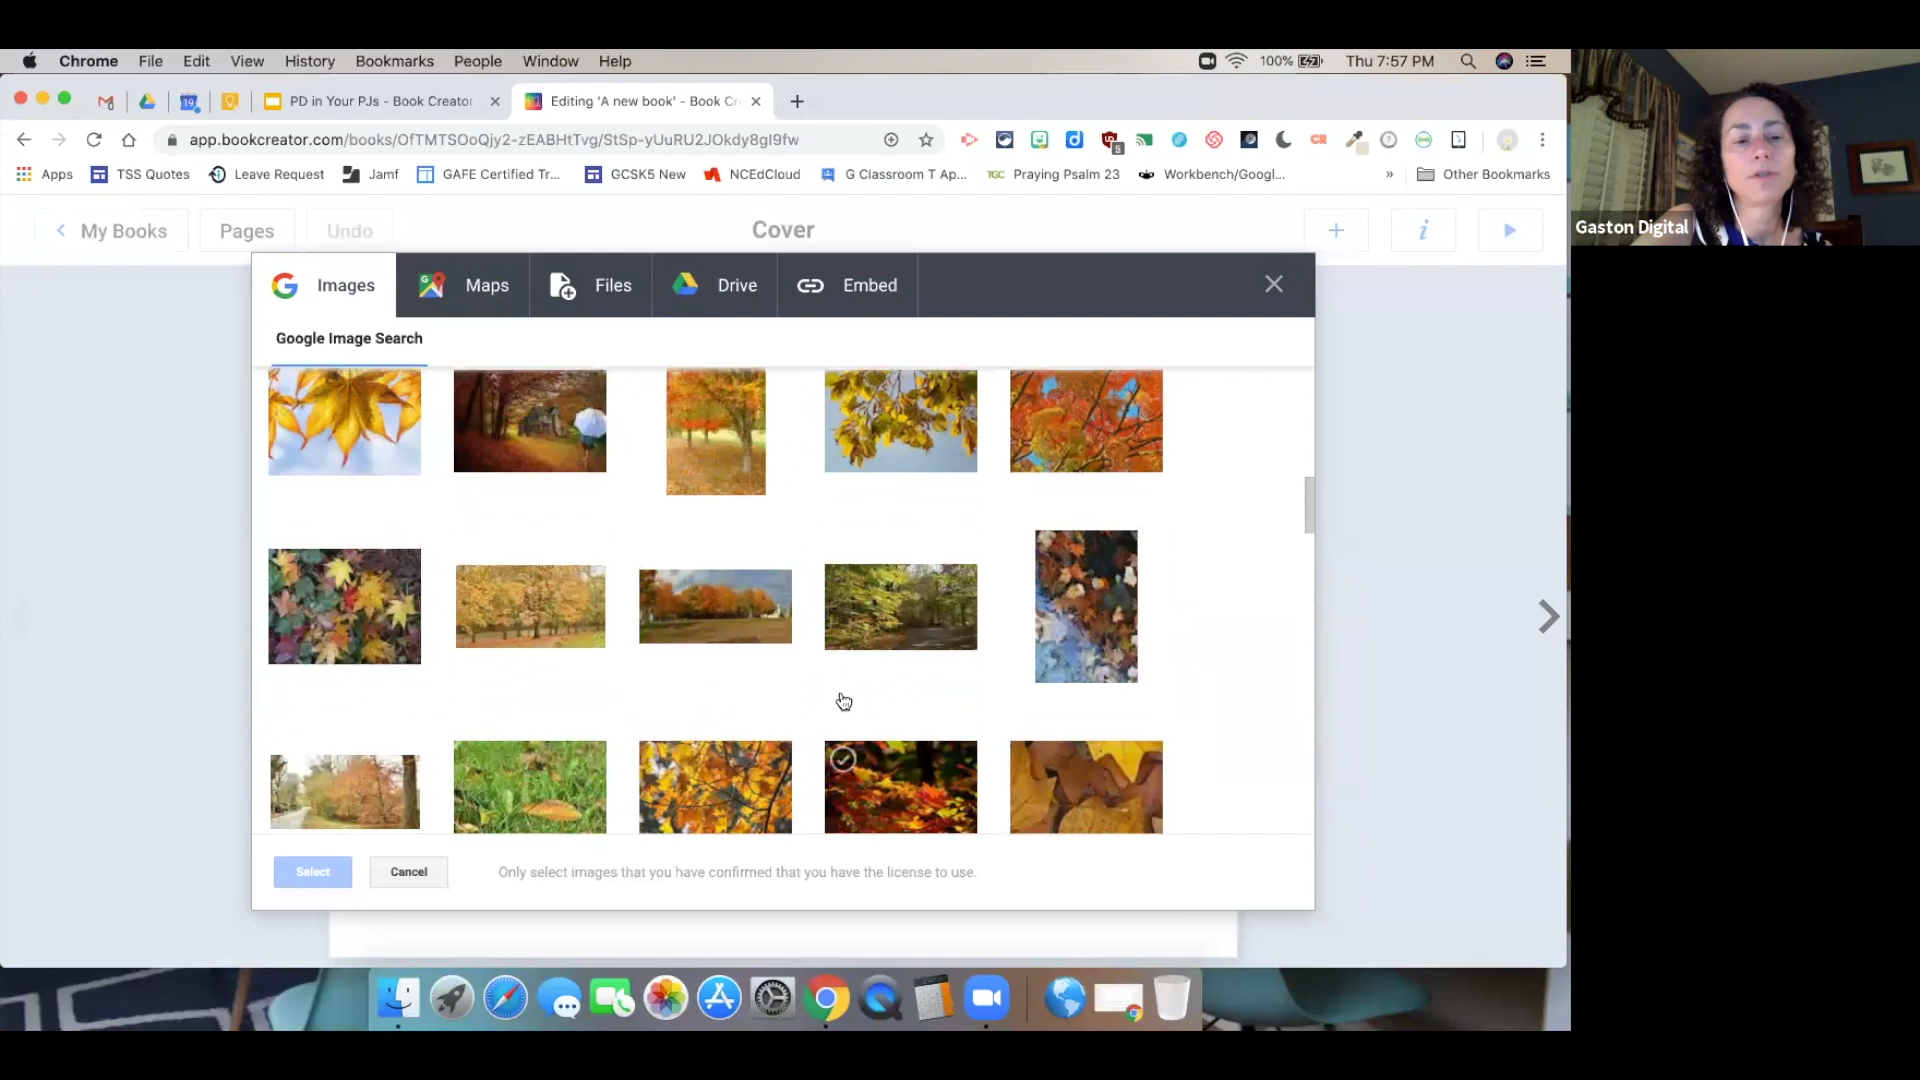 Chrome File Edit View History Bookmarks People Window Help 100% Thu 7:57 PM
19 PD in Your PJs - Book Creator Editing 'A new book' - Book Cr
app.bookcreator.com/books/OfTMTSOoQjy2-zEABHtTvg/StSp-yUuRU2JOkdy8gI9fw
Apps TSS Quotes Leave Request Jamf GAFE Certified Tr... GCSK5 New NCEdCloud G Classroom T Ap... TGC Praying Psalm 23 Workbench/Googl... » Other Bookmarks
My Books Pages Undo Cover
Gaston Digital
Images Maps Files Drive Embed
Google Image Search
Select Cancel Only select images that you have confirmed that you have the license to use.